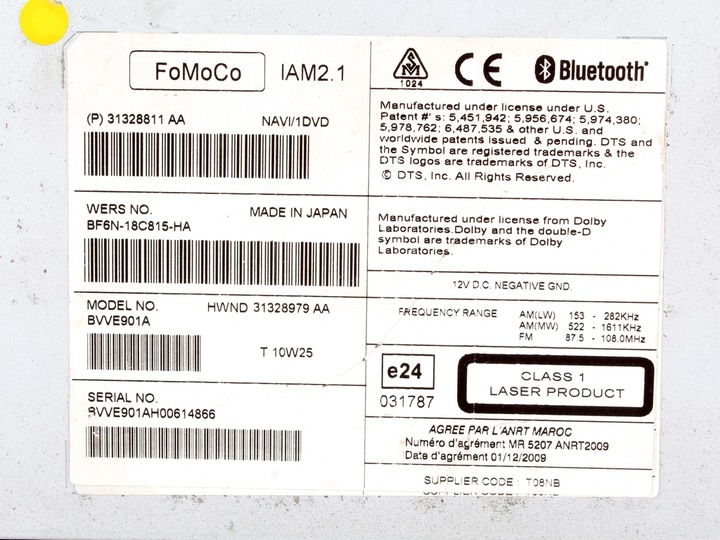 FoMoCo IAM2.1
(P) 31328811 AA NAVI/1DVD
WERS NO. MADE IN JAPAN
BF6N-18C815-HA
MODEL NO. HWND 31328979 AA
BVVE901A
T 10W25
SERIAL NO.
BVVE901AH00614866
1024
CE
Bluetooth
Manufactured under license under U.S.
Patent #' s: 5,451,942; 5,956,674; 5,974,380;
5,978,762; 6,487,535 & other U.S. and
worldwide patents issued & pending. DTS and
the Symbol are registered trademarks & the
DTS logos are trademarks of DTS, Inc.
© DTS, Inc. All Rights Reserved.
Manufactured under license from Dolby
Laboratories.Dolby and the double-D
symbol are trademarks of Dolby
Laboratories.
12V D.C. NEGATIVE GND.
FREQUENCY RANGE AM(LW) 153 - 282KHz
AM(MW) 522 - 1611KHz
FM 87.5 - 108.0MHz
e24
031787
CLASS 1
LASER PRODUCT
AGREE PAR L'ANRT MAROC
Numéro d'agrément MR 5207 ANRT2009
Date d'agrément 01/12/2009
SUPPLIER CODE : T08NB